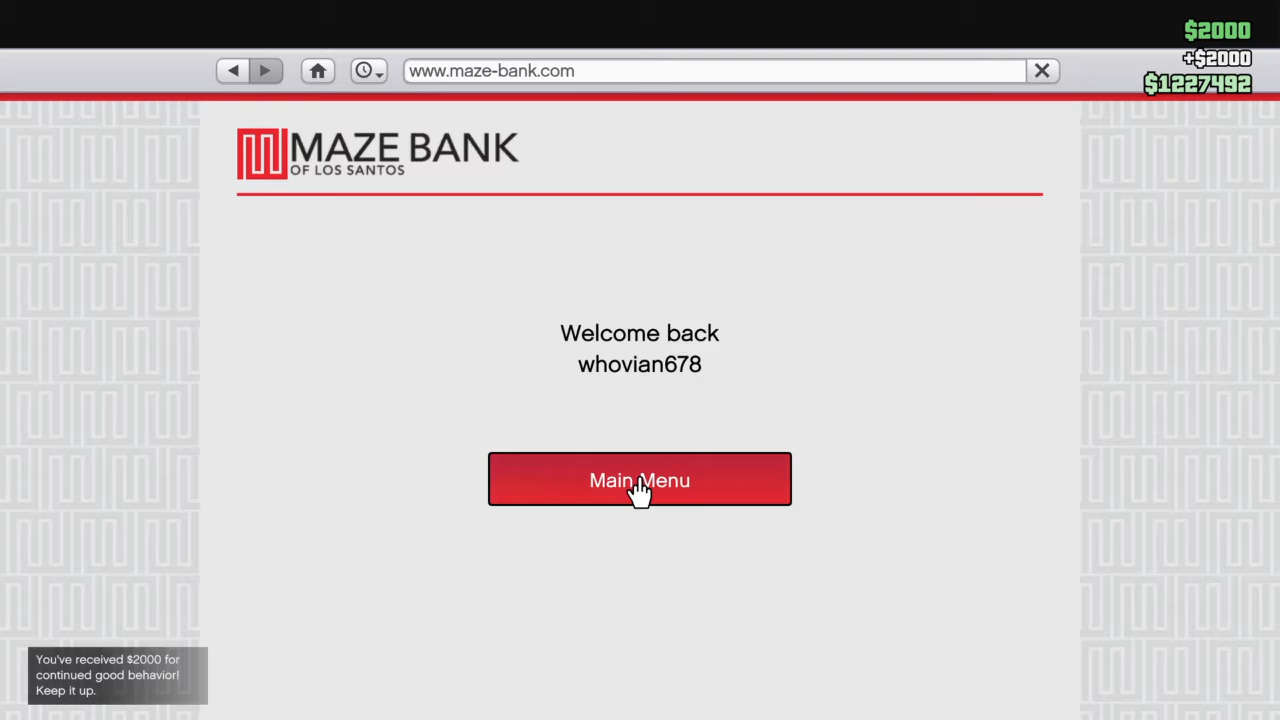 $2000
+$2000
$1227492
www.maze-bank.com
MAZE BANK
OF LOS SANTOS
Welcome back
whovian678
Main Menu
You've received $2000 for
continued good behavior!
Keep it up.